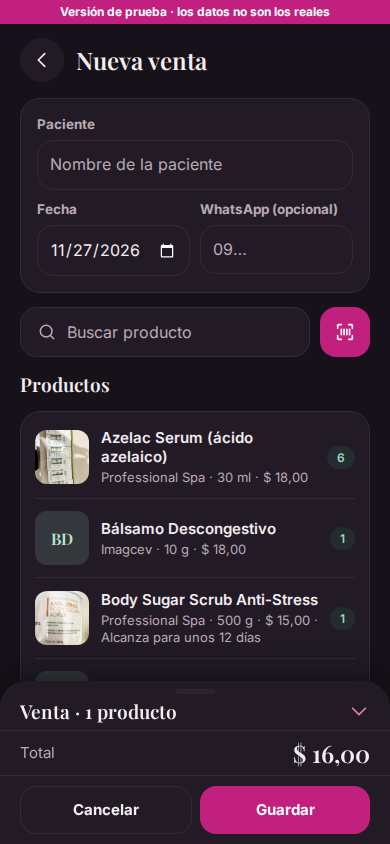 Versión de prueba · los datos no son los reales
Nueva venta
Paciente
Nombre de la paciente
Fecha
WhatsApp (opcional)
11/27/2026
09...
Buscar producto
Productos
Azelac Serum (ácido
azelaico)
Professional Spa · 30 ml · $ 18,00
6
BD
Bálsamo Descongestivo
Imagcev · 10 g · $ 18,00
1
Body Sugar Scrub Anti-Stress
Professional Spa · 500 g · $ 15,00 ·
Alcanza para unos 12 días
1
Venta · 1 producto
Total
$ 16,00
Cancelar
Guardar